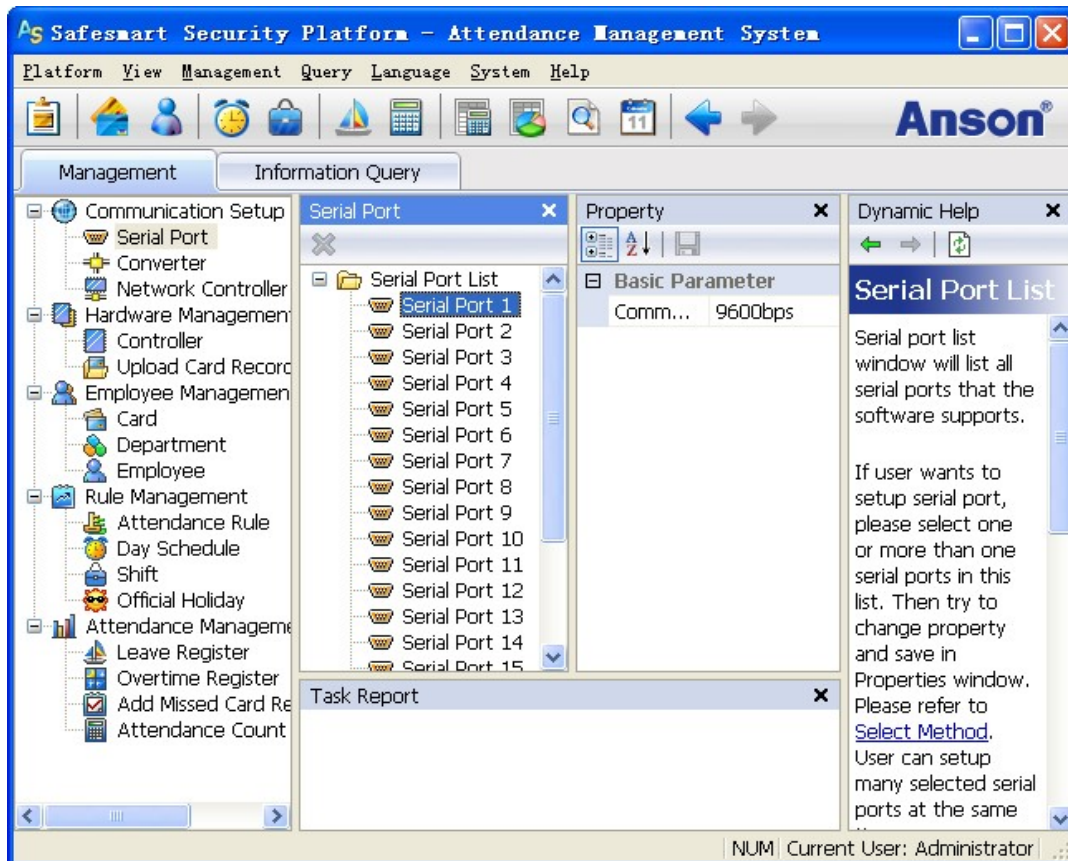 AS Safesmart Security Platform - Attendance Management System
Platform View Management Query Language System Help
11
Anson®
Management
Information Query
Communication Setup
Serial Port
Converter
Network Controller
Hardware Managemen
Controller
Upload Card Record
Employee Managemen
Card
Department
Employee
Rule Management
Attendance Rule
Day Schedule
Shift
Official Holiday
Attendance Manageme
Leave Register
Overtime Register
Add Missed Card Re
Attendance Count
Serial Port
Serial Port List
Serial Port 1
Serial Port 2
Serial Port 3
Serial Port 4
Serial Port 5
Serial Port 6
Serial Port 7
Serial Port 8
Serial Port 9
Serial Port 10
Serial Port 11
Serial Port 12
Serial Port 13
Serial Port 14
Serial Port 15
Property
AZ
Basic Parameter
Comm... 9600bps
Task Report
Dynamic Help
Serial Port List
Serial port list
window will list all
serial ports that the
software supports.
If user wants to
setup serial port,
please select one
or more than one
serial ports in this
list. Then try to
change property
and save in
Properties window.
Please refer to
Select Method.
User can setup
many selected serial
ports at the same
NUM Current User: Administrator